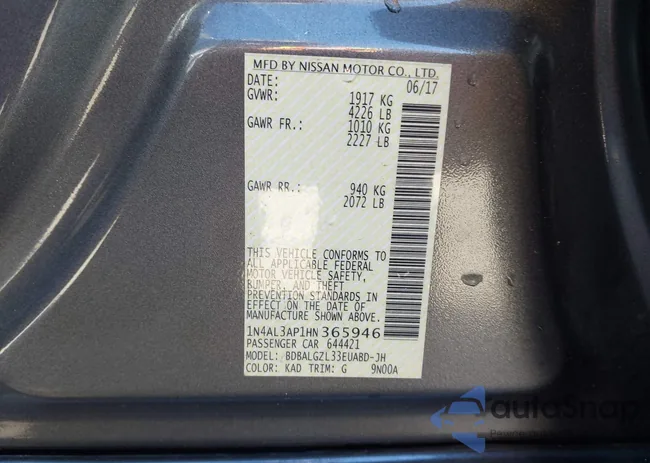 MFD BY NISSAN MOTOR CO., LTD.
DATE: 06/17
GVWR: 1917 KG
4226 LB
GAWR FR.: 1010 KG
2227 LB
GAWR RR.: 940 KG
2072 LB
THIS VEHICLE CONFORMS TO
ALL APPLICABLE FEDERAL
MOTOR VEHICLE SAFETY,
BUMPER, AND THEFT
PREVENTION STANDARDS IN
EFFECT ON THE DATE OF
MANUFACTURE SHOWN ABOVE.
1N4AL3AP1HN365946
PASSENGER CAR 644421
MODEL: BDBALGZL33EUABD-JH
COLOR: KAD TRIM: G 9N00A
AutoSnap